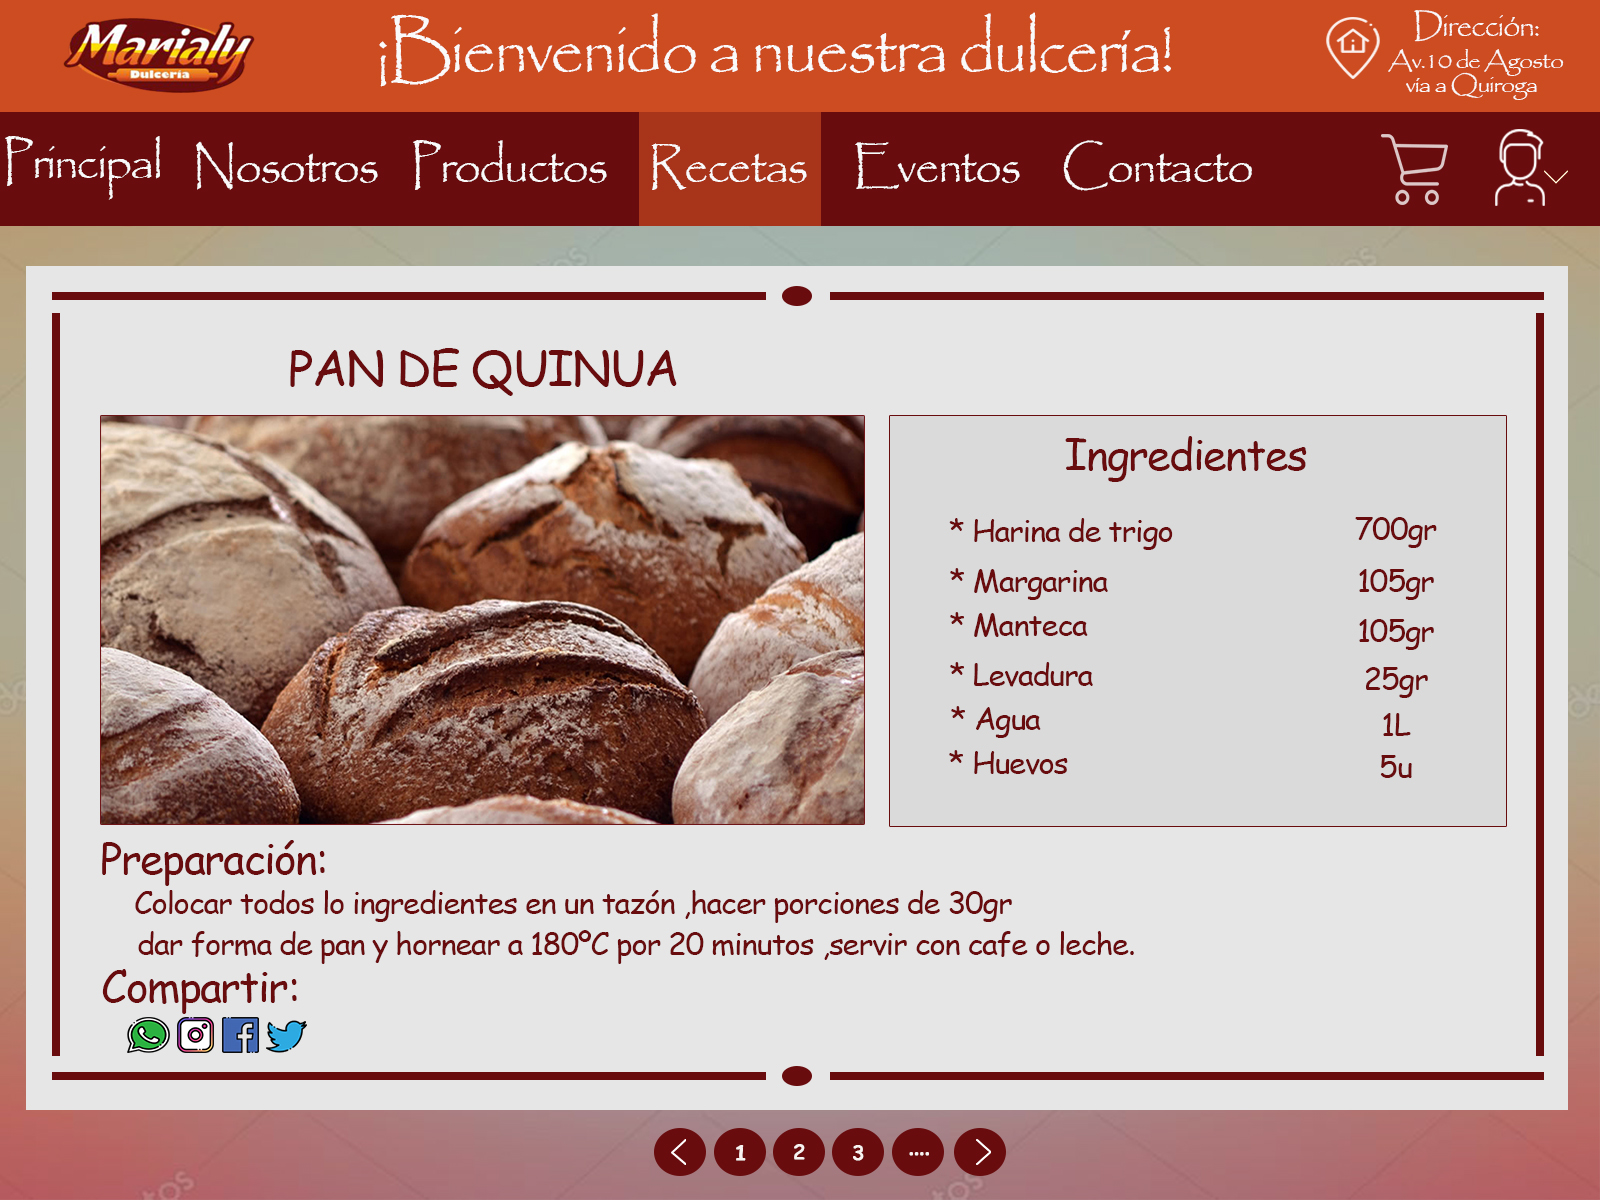 Marialy
Dulcería
¡Bienvenido a nuestra dulcería!
Dirección:
Av.10 de Agosto
vía a Quiroga
Principal Nosotros Productos Recetas Eventos Contacto
PAN DE QUINUA
Ingredientes
* Harina de trigo 700gr
* Margarina 105gr
* Manteca 105gr
* Levadura 25gr
* Agua 1L
* Huevos 5u
Preparación:
Colocar todos lo ingredientes en un tazón ,hacer porciones de 30gr
dar forma de pan y hornear a 180ºC por 20 minutos ,servir con cafe o leche.
Compartir:
1 2 3 ....